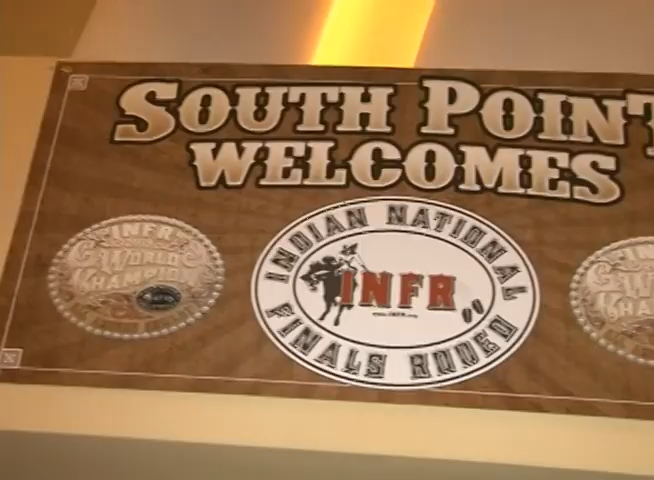 SOUTH POINT
WELCOMES
INFR
WORLD
CHAMPION
INDIAN NATIONAL
INFR
FINALS RODEO